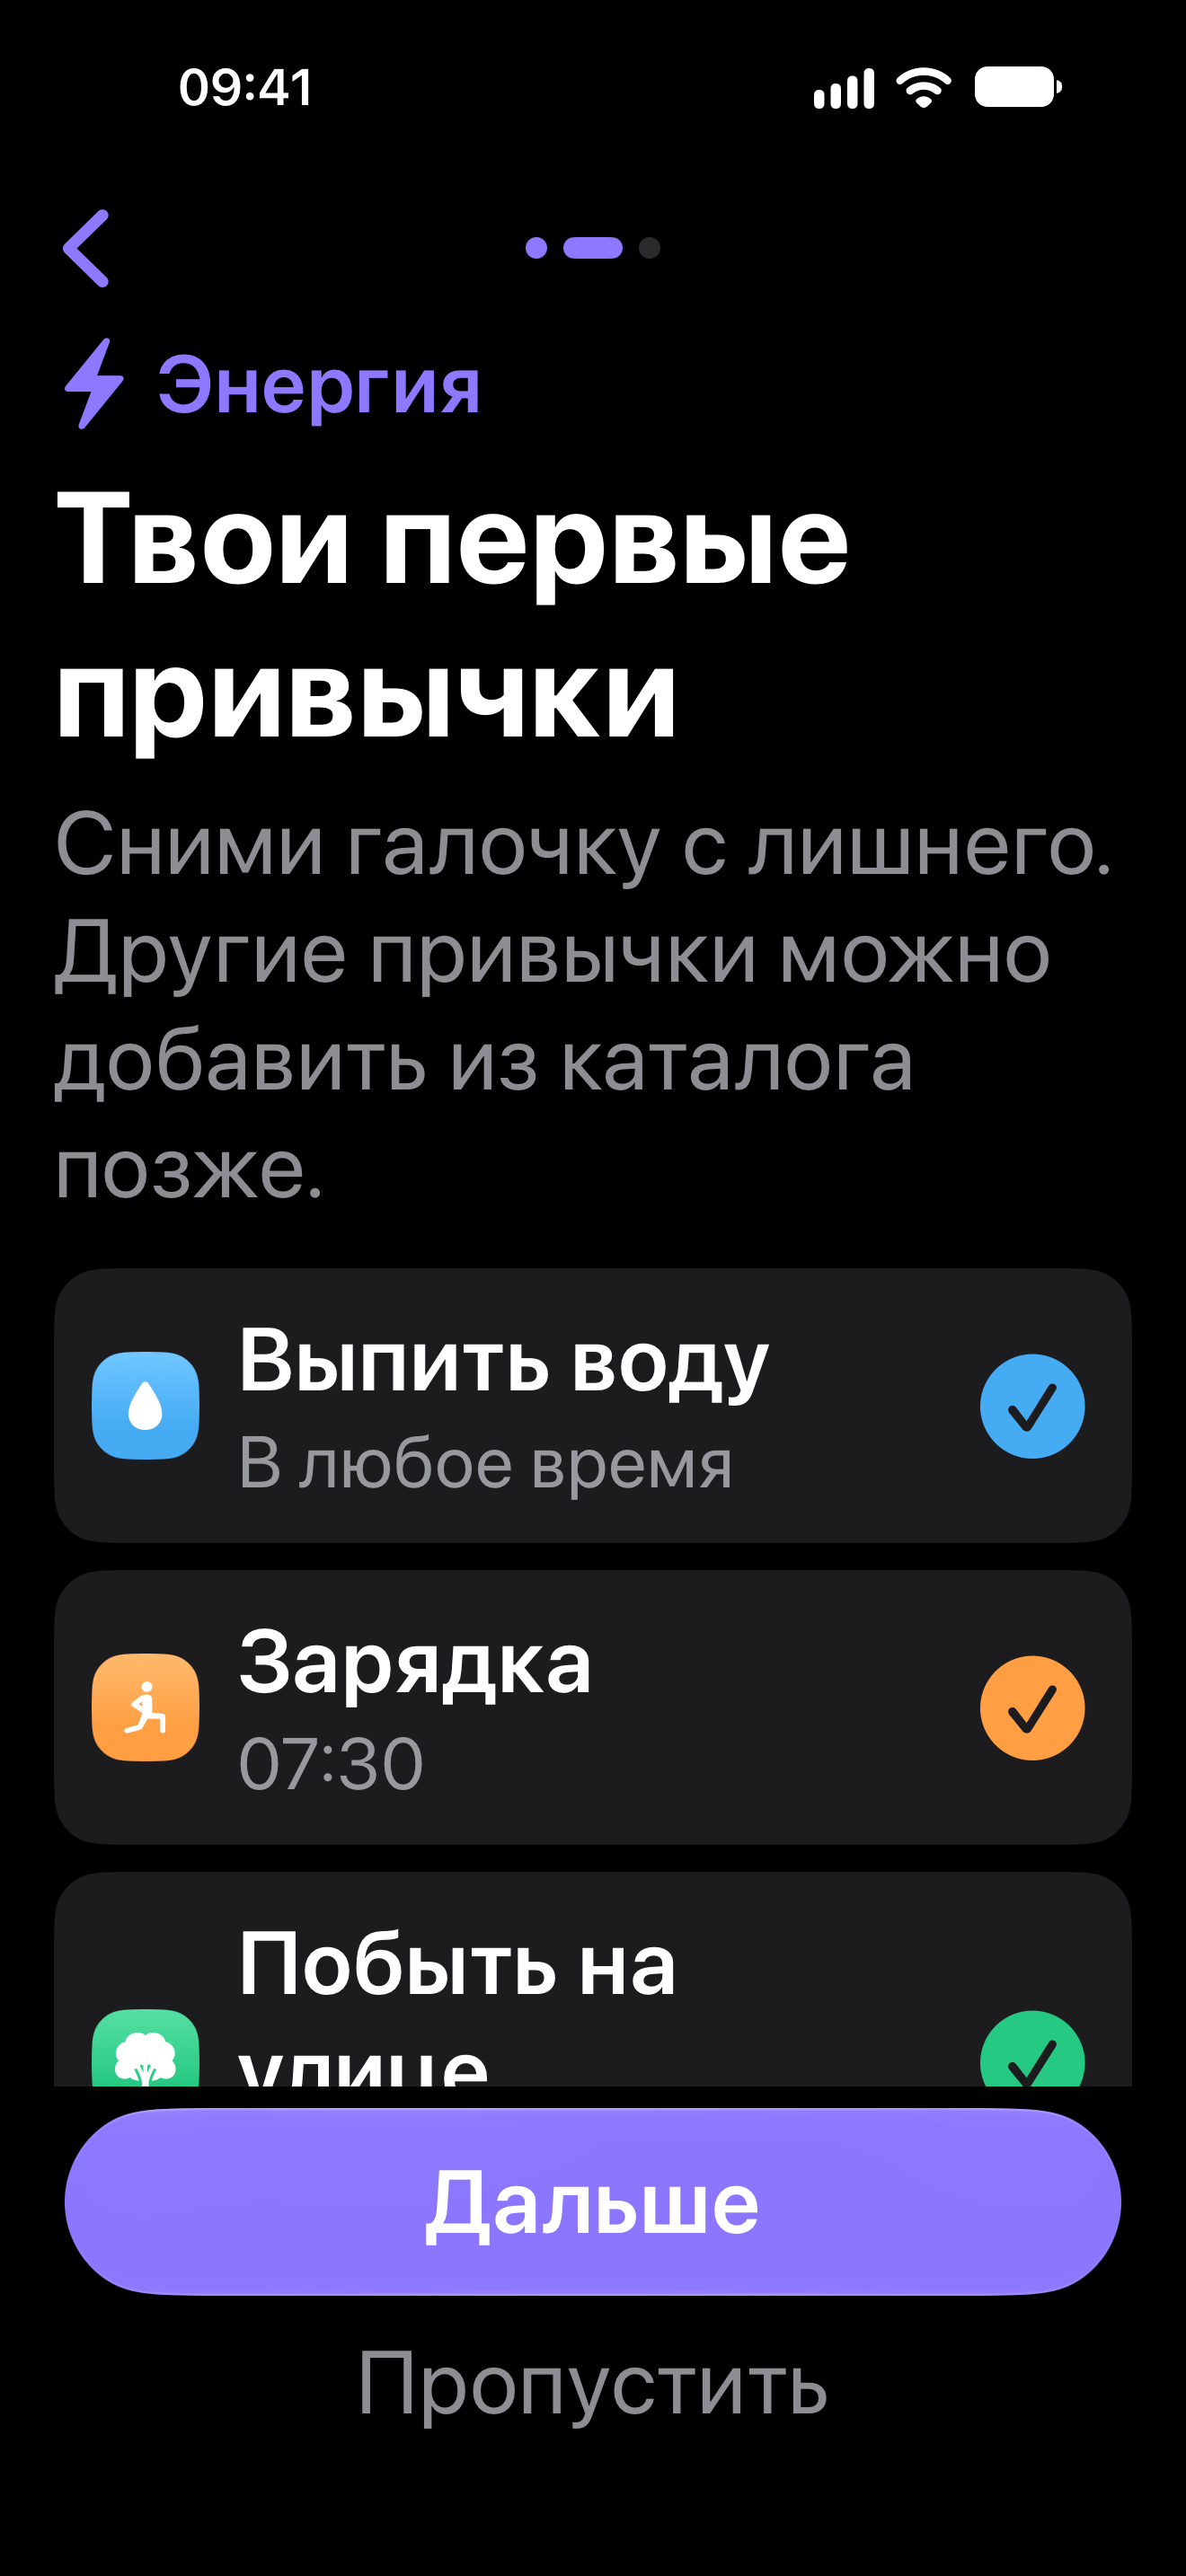 09:41
Энергия
Твои первые
привычки
Сними галочку с лишнего.
Другие привычки можно
добавить из каталога
позже.
Выпить воду
В любое время
Зарядка
07:30
Побыть на
улице
Дальше
Пропустить